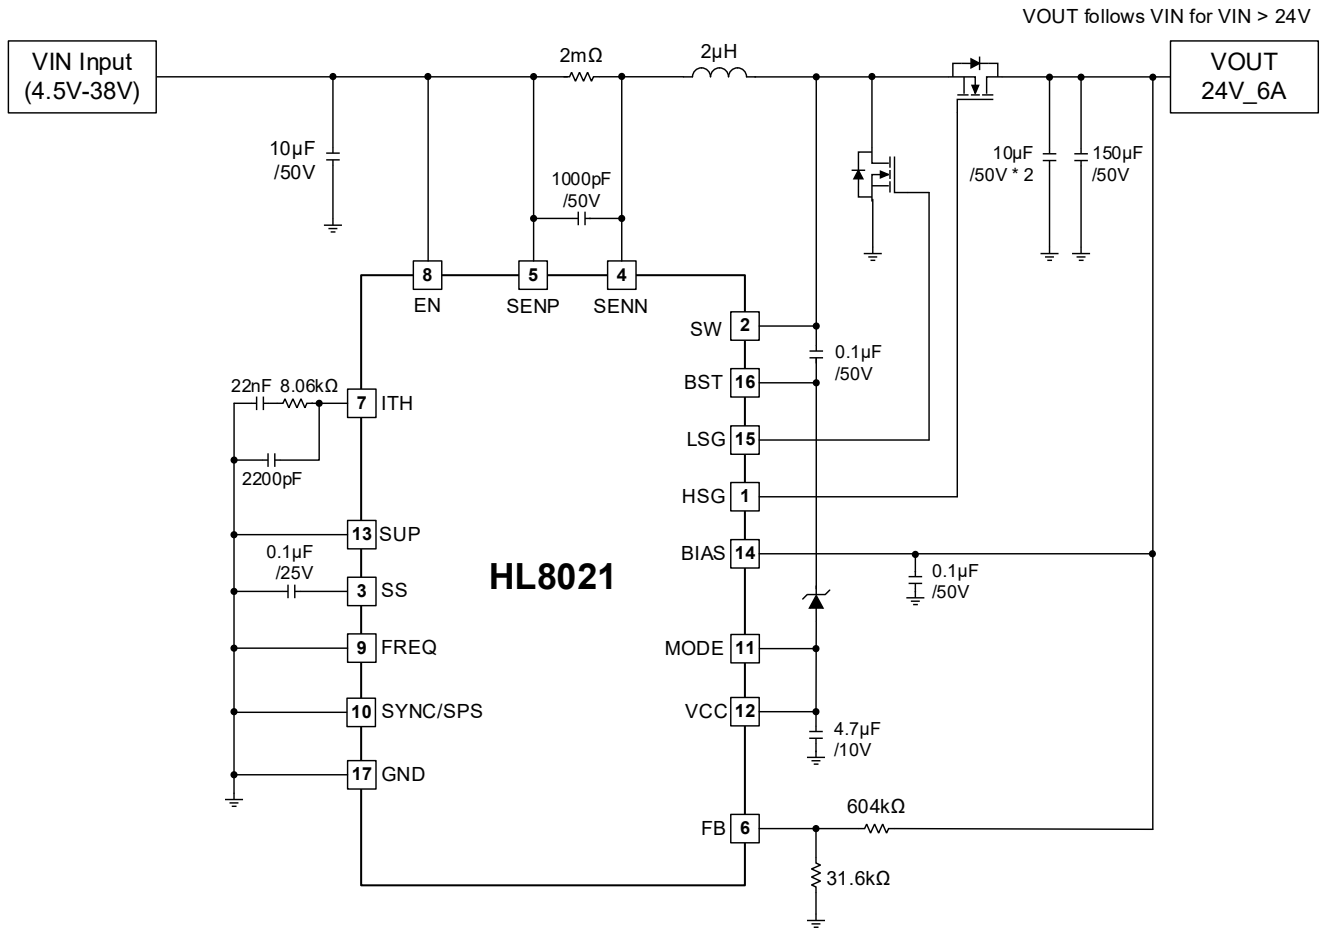 VOUT follows VIN for VIN > 24V
VIN Input
(4.5V-38V)
2mΩ
2µH
VOUT
24V_6A
10µF
/50V
1000pF
/50V
10µF
/50V * 2
150µF
/50V
8
EN
5
SENP
4
SENN
SW
2
0.1µF
/50V
BST
16
22nF
8.06kΩ
7
ITH
LSG
15
2200pF
HSG
1
13
SUP
BIAS
14
0.1µF
/25V
3
SS
HL8021
0.1µF
/50V
9
FREQ
MODE
11
10
SYNC/SPS
VCC
12
4.7µF
/10V
17
GND
FB
6
604kΩ
31.6kΩ